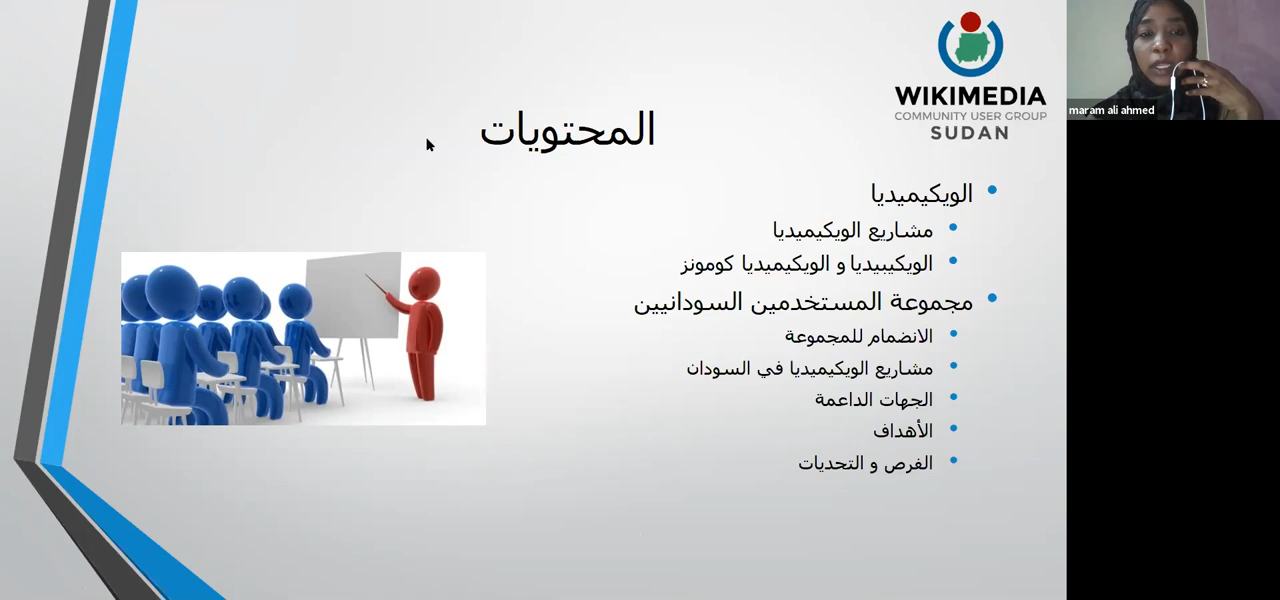 WIKIMEDIA
COMMUNITY USER GROUP
SUDAN
maram ali ahmed
المحتويات
الويكيميديا
مشاريع الويكيميديا
الويكيبيديا و الويكيميديا كومونز
مجموعة المستخدمين السودانيين
الانضمام للمجموعة
مشاريع الويكيميديا في السودان
الجهات الداعمة
الأهداف
الفرص و التحديات